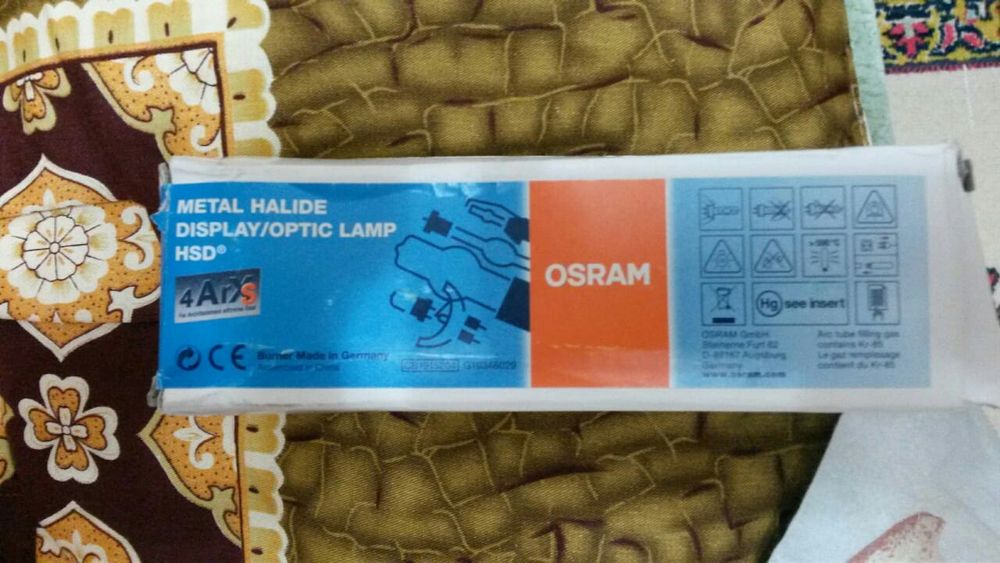 METAL HALIDE
DISPLAY/OPTIC LAMP
HSD®
4ArXs
CE Burner Made in Germany
Assembled in China
G10346029
OSRAM
Hg see insert
OSRAM GmbH
Steinerne Furt 62
D-86167 Augsburg
Germany
www.osram.com
Arc tube filling gas
contains Kr-85
Le gaz remplissage
contient du Kr-85